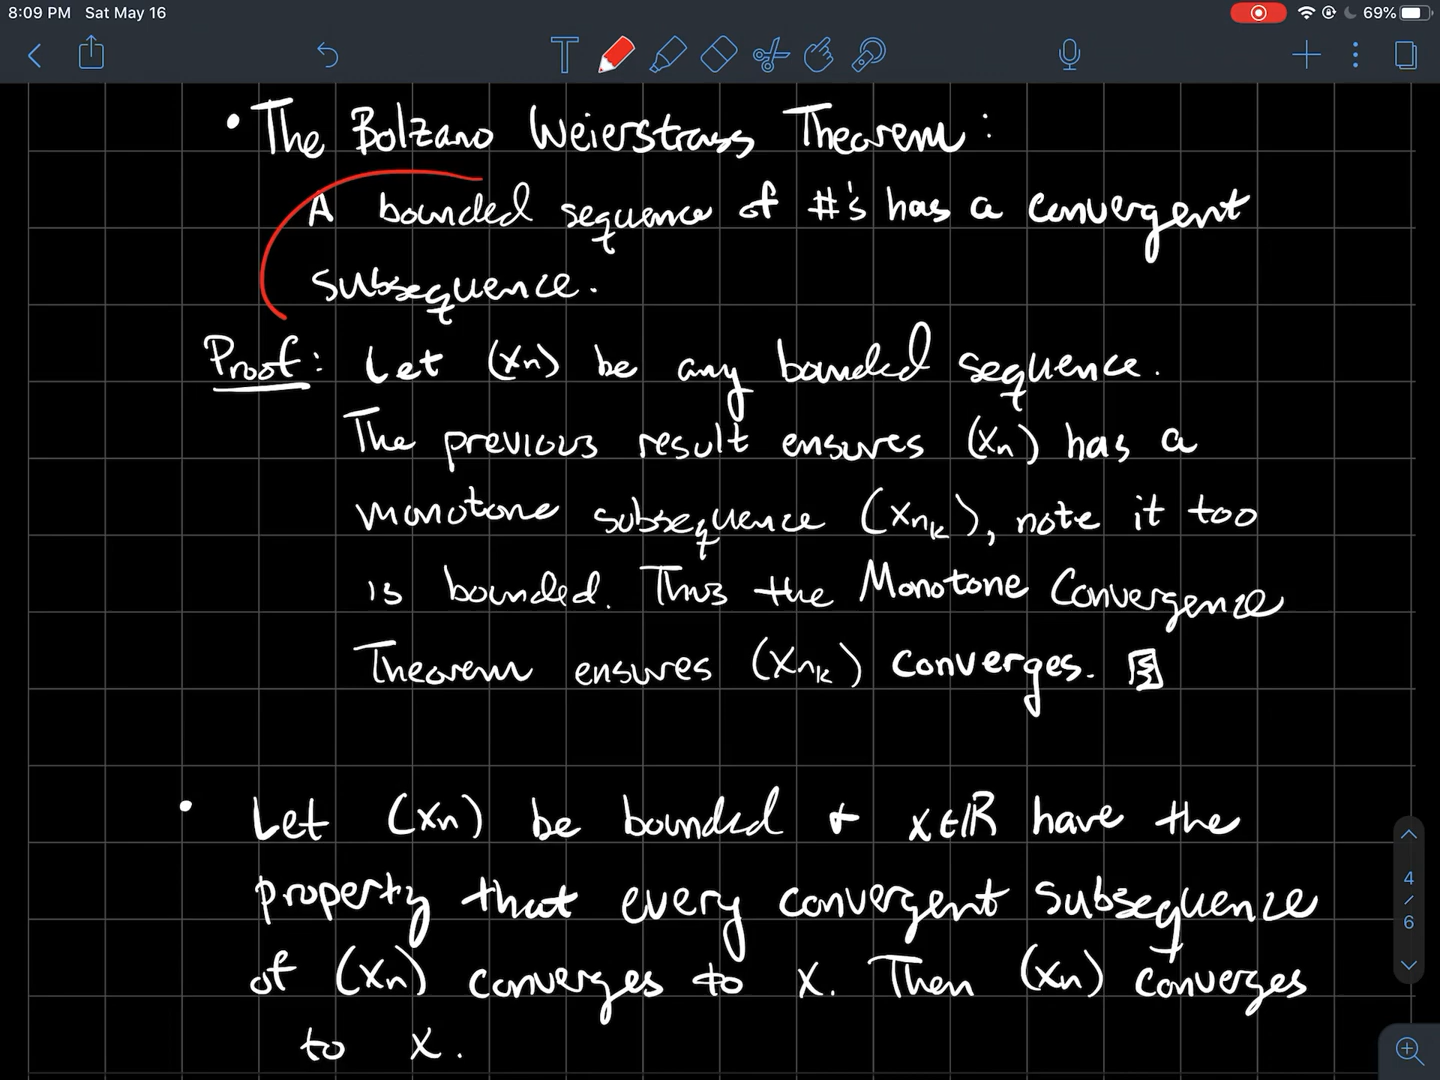 8:09 PM Sat May 16
69%
T
• The Bolzano Weierstrass Theorem:
A bounded sequence of #'s has a convergent
subsequence.
Proof: Let (xn) be any bounded sequence.
The previous result ensures (xn) has a
monotone subsequence (xnk), note it too
is bounded. Thus the Monotone Convergence
Theorem ensures (xnk) converges.
• Let (xn) be bounded & x∈ℝ have the
property that every convergent subsequence
of (xn) converges to x. Then (xn) converges
to x.
4
/
6